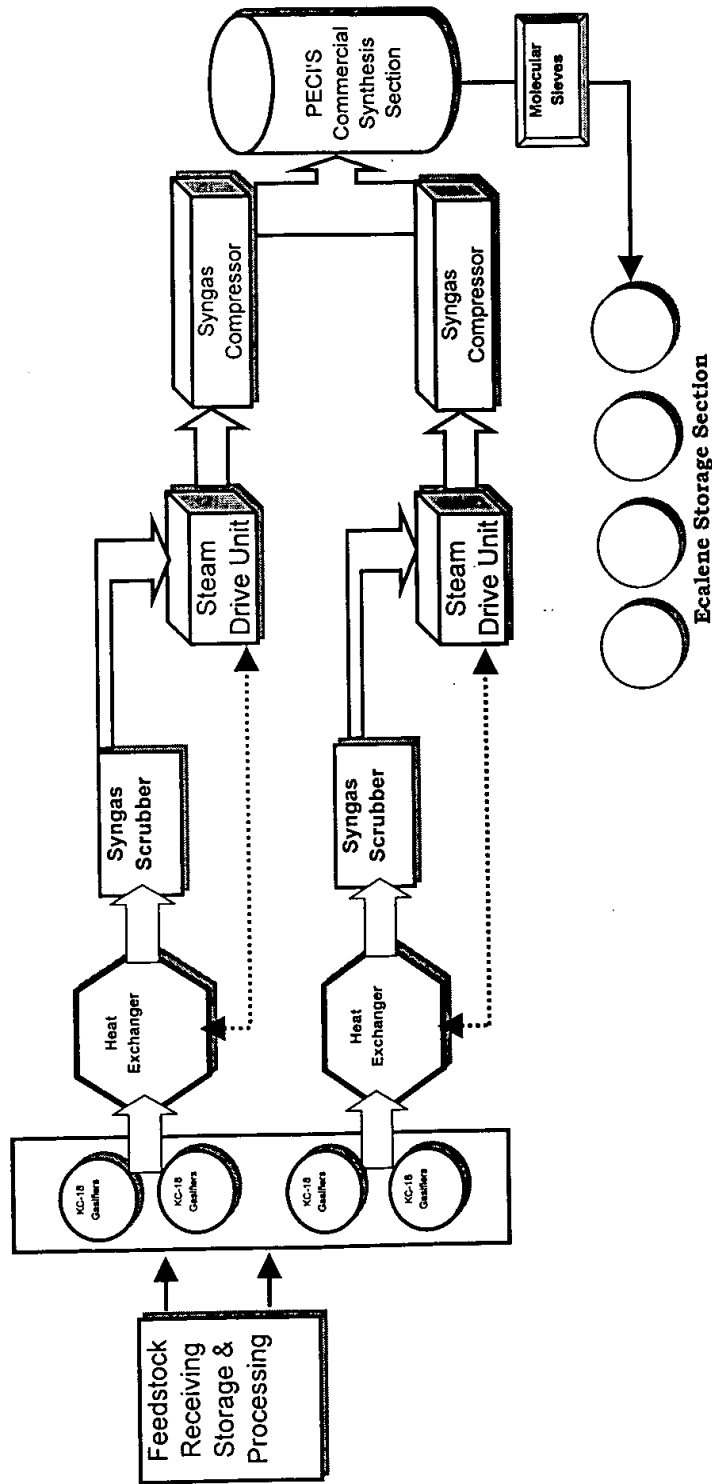 Feedstock
Receiving
Storage &
Processing
KC-18
Gasifiers
KC-18
Gasifiers
KC-18
Gasifiers
KC-18
Gasifiers
Heat
Exchanger
Heat
Exchanger
Syngas
Scrubber
Syngas
Scrubber
Steam
Drive Unit
Steam
Drive Unit
Syngas
Compressor
Syngas
Compressor
PECI'S
Commercial
Synthesis
Section
Molecular
Sieves
Ecalene Storage Section